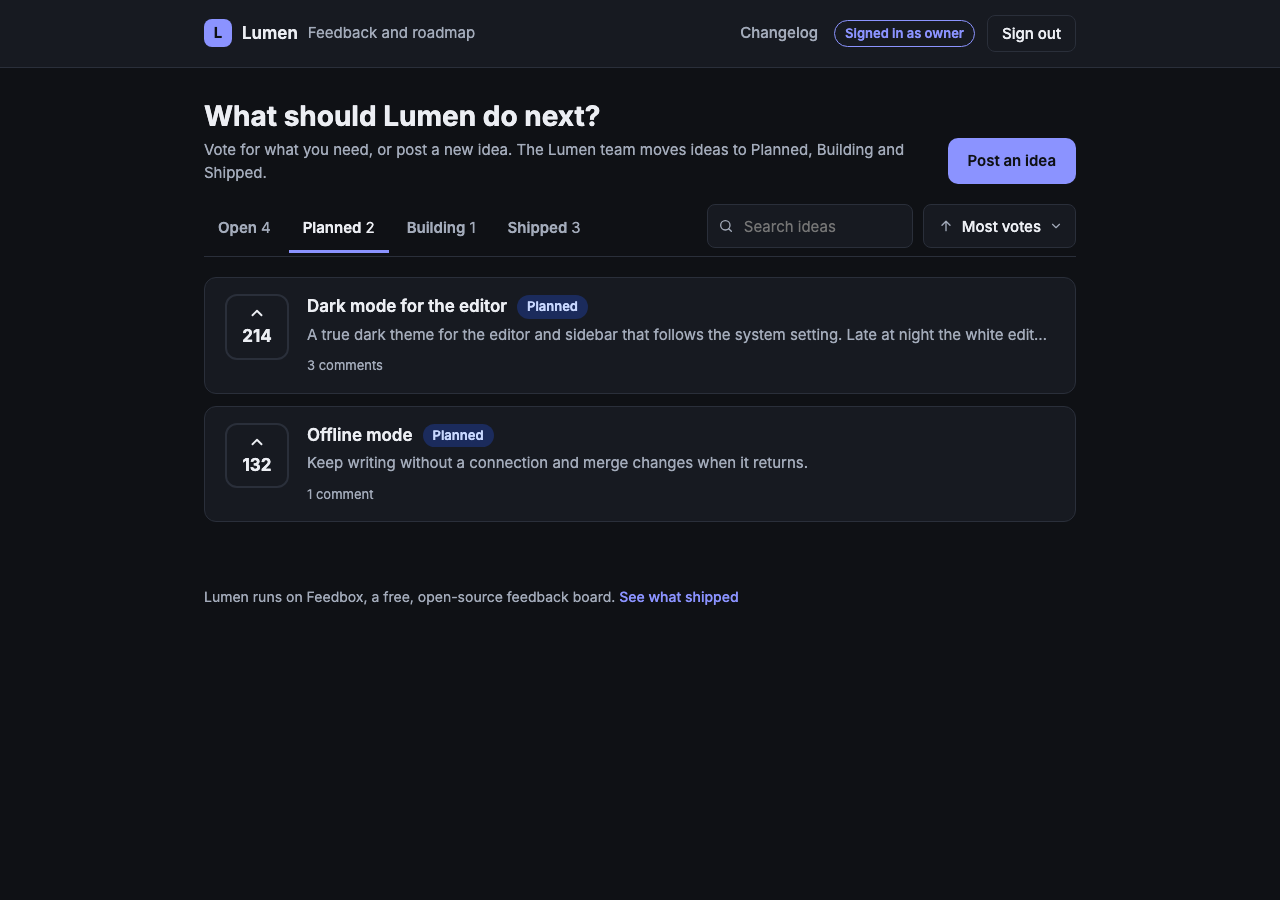 L Lumen Feedback and roadmap Changelog Signed in as owner Sign out
What should Lumen do next?
Vote for what you need, or post a new idea. The Lumen team moves ideas to Planned, Building and
Shipped.
Post an idea
Open 4 Planned 2 Building 1 Shipped 3 Search ideas Most votes
Dark mode for the editor Planned
214
A true dark theme for the editor and sidebar that follows the system setting. Late at night the white edit...
3 comments
Offline mode Planned
132
Keep writing without a connection and merge changes when it returns.
1 comment
Lumen runs on Feedbox, a free, open-source feedback board. See what shipped